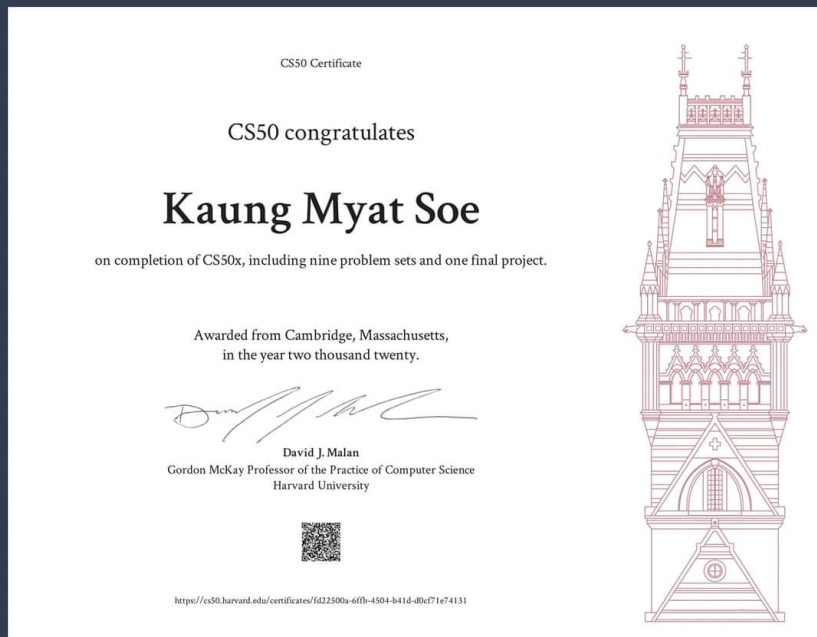 CS50 Certificate
CS50 congratulates
Kaung Myat Soe
on completion of CS50x, including nine problem sets and one final project.
Awarded from Cambridge, Massachusetts,
in the year two thousand twenty.
David J. Malan
Gordon McKay Professor of the Practice of Computer Science
Harvard University
https://cs50.harvard.edu/certificates/fd22500a-6ffb-4504-b41d-d0cf71e74131